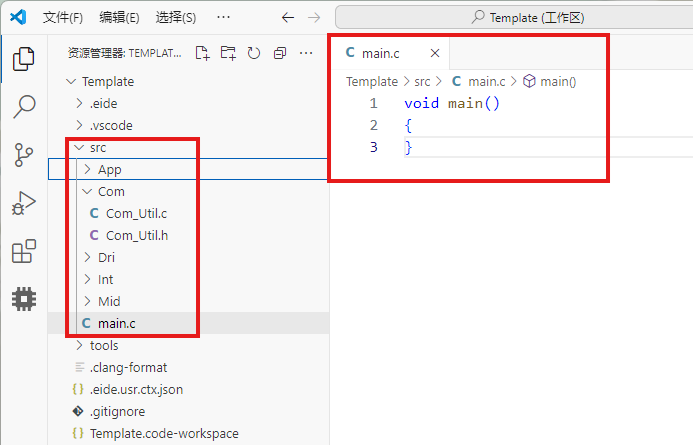 文件(F) 编辑(E) 选择(S) ··· Template (工作区)
资源管理器: TEMPLAT...
Template
.eide
.vscode
src
App
Com
C Com_Util.c
C Com_Util.h
Dri
Int
Mid
C main.c
tools
.clang-format
{} .eide.usr.ctx.json
.gitignore
{} Template.code-workspace
C main.c
Template > src > C main.c > main()
1 void main()
2 {
3 }